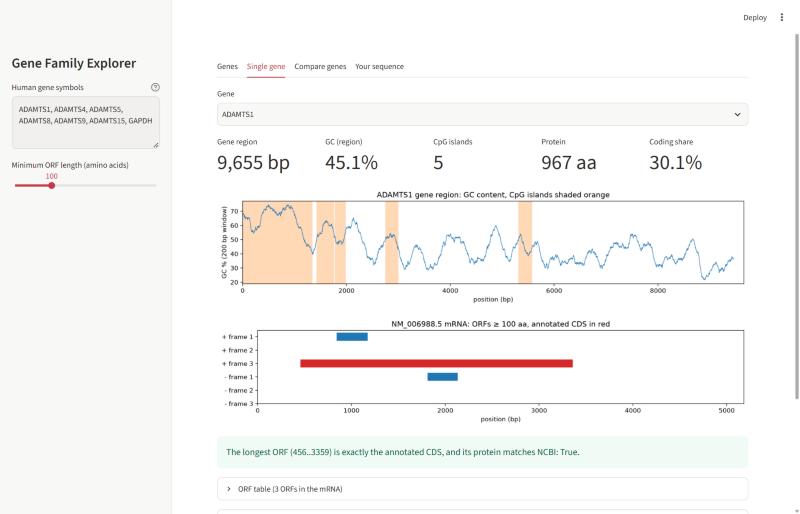 Deploy
Gene Family Explorer
Human gene symbols
ADAMTS1, ADAMTS4, ADAMTS5,
ADAMTS8, ADAMTS9, ADAMTS15, GAPDH
Minimum ORF length (amino acids)
100
Genes Single gene Compare genes Your sequence
Gene
ADAMTS1
Gene region GC (region) CpG islands Protein Coding share
9,655 bp 45.1% 5 967 aa 30.1%
ADAMTS1 gene region: GC content, CpG islands shaded orange
GC % (200 bp window)
70
60
50
40
30
20
0 2000 4000 6000 8000
position (bp)
NM_006988.5 mRNA: ORFs ≥ 100 aa, annotated CDS in red
+ frame 1
+ frame 2
+ frame 3
- frame 1
- frame 2
- frame 3
0 1000 2000 3000 4000 5000
position (bp)
The longest ORF (456..3359) is exactly the annotated CDS, and its protein matches NCBI: True.
ORF table (3 ORFs in the mRNA)